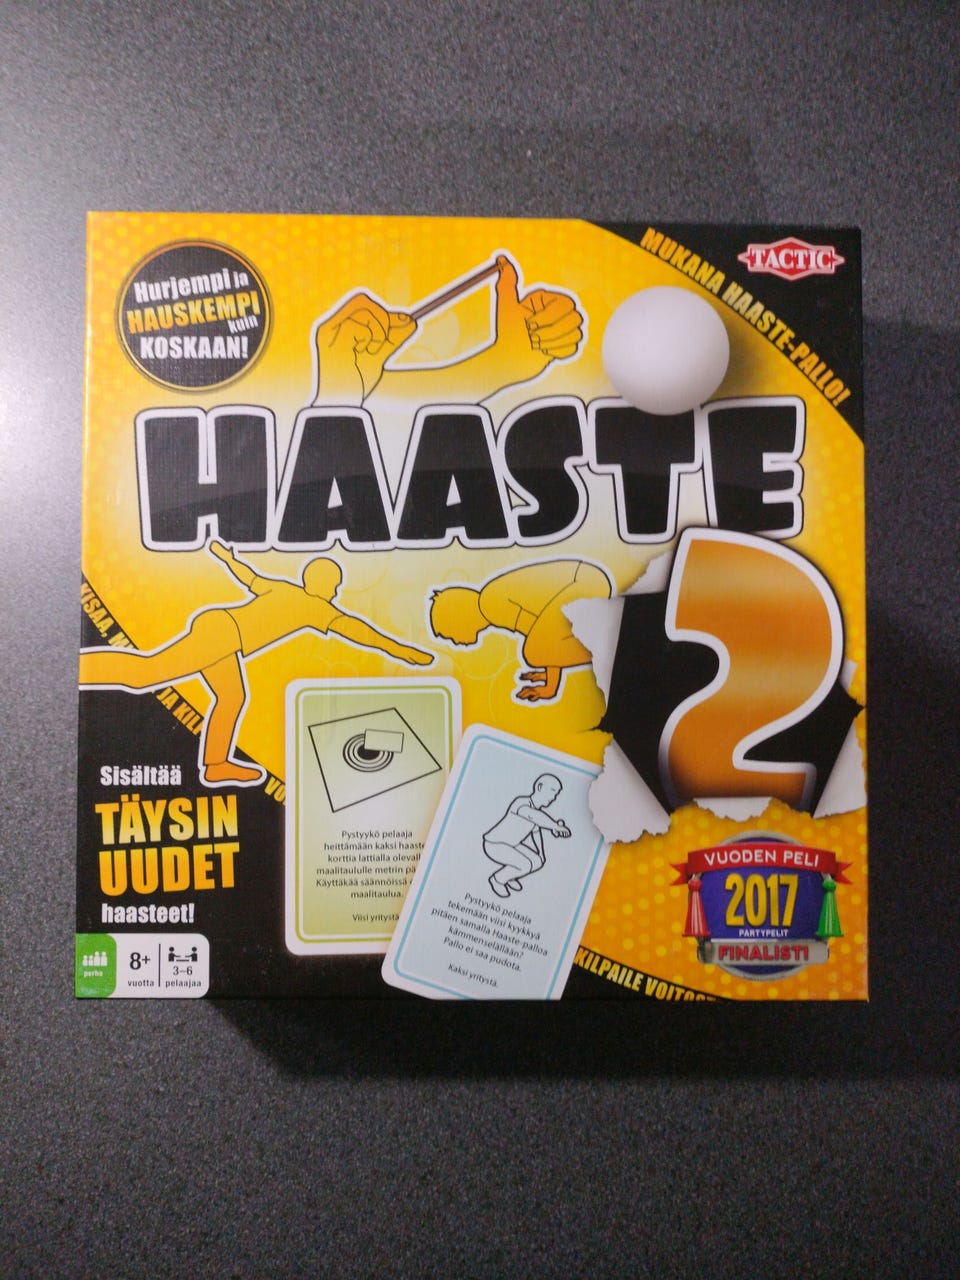 Hurjempi ja
HAUSKEMPI
kuin
KOSKAAN!
MUKANA HAASTE-PALLO!
TACTIC
HAASTE
2
KISAA,
JA
Sisältää
TÄYSIN
UUDET
haasteet!
Pystyykö pelaaja
heittämään kaksi haaste
korttia lattialla oleval
maalitaululle metrin pä
Käyttäkää säännöissä
maalitaulua.
Viisi yritystä
Pystyykö pelaaja
tekemään viisi kyykkyä
pitäen samalla Haaste-palloa
kämmenselällään?
Pallo ei saa pudota.
Kaksi yritystä.
VUODEN PELI
2017
PARTYPELIT
FINALISTI
perhe
8+
vuotta
3–6
pelaajaa
KILPAILE